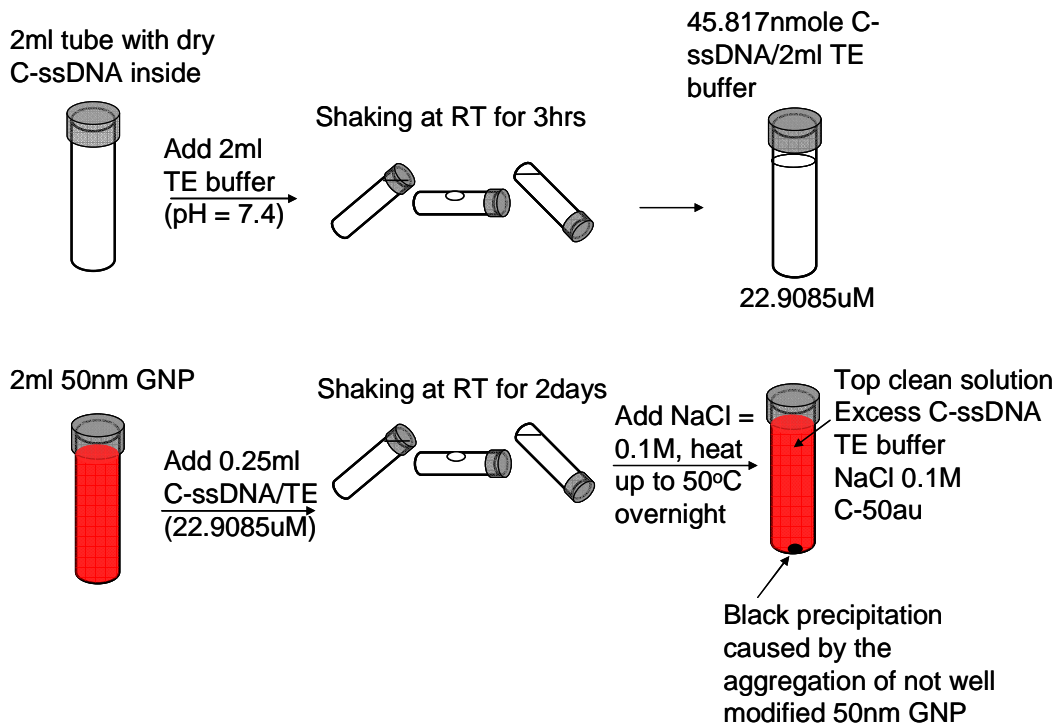 2ml tube with dry
C-ssDNA inside
Add 2ml
TE buffer
(pH = 7.4)
Shaking at RT for 3hrs
45.817nmole C-
ssDNA/2ml TE
buffer
22.9085uM
2ml 50nm GNP
Add 0.25ml
C-ssDNA/TE
(22.9085uM)
Shaking at RT for 2days
Add NaCl =
0.1M, heat
up to 50ºC
overnight
Top clean solution
Excess C-ssDNA
TE buffer
NaCl 0.1M
C-50au
Black precipitation
caused by the
aggregation of not well
modified 50nm GNP